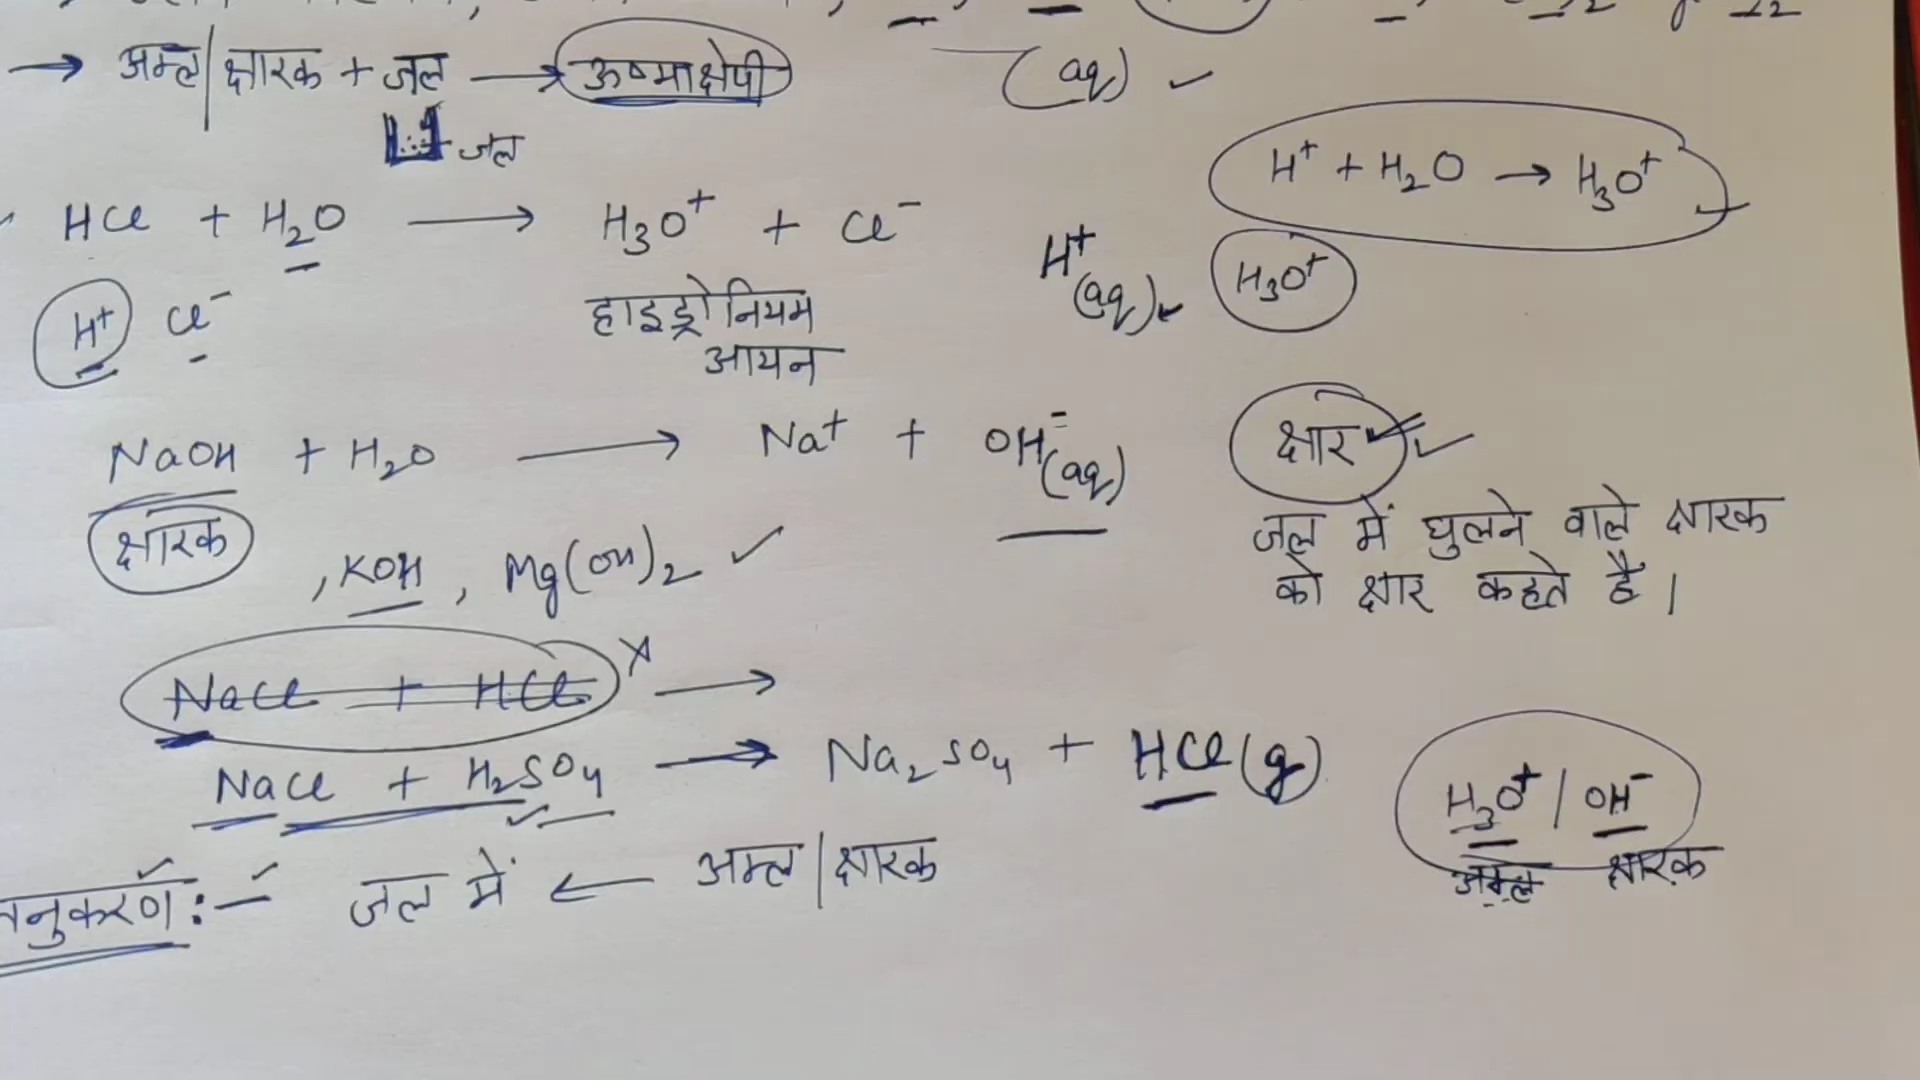 → अम्ल/क्षारक + जल → ऊष्माक्षेपी (aq) ✓
जल
H⁺ + H₂O → H₃O⁺
HCl + H₂O → H₃O⁺ + Cl⁻
H⁺ Cl⁻ हाइड्रोनियम आयन H⁺(aq) H₃O⁺
NaOH + H₂O → Na⁺ + OH⁻(aq)
क्षारक , KOH , Mg(OH)₂ ✓
क्षार ✓
जल में घुलने वाले क्षारक
को क्षार कहते है।
NaCl + HCl x →
NaCl + H₂SO₄ → Na₂SO₄ + HCl(g)
H₃O⁺ / OH⁻
अम्ल क्षारक
नुकरण :- जल में ← अम्ल/क्षारक